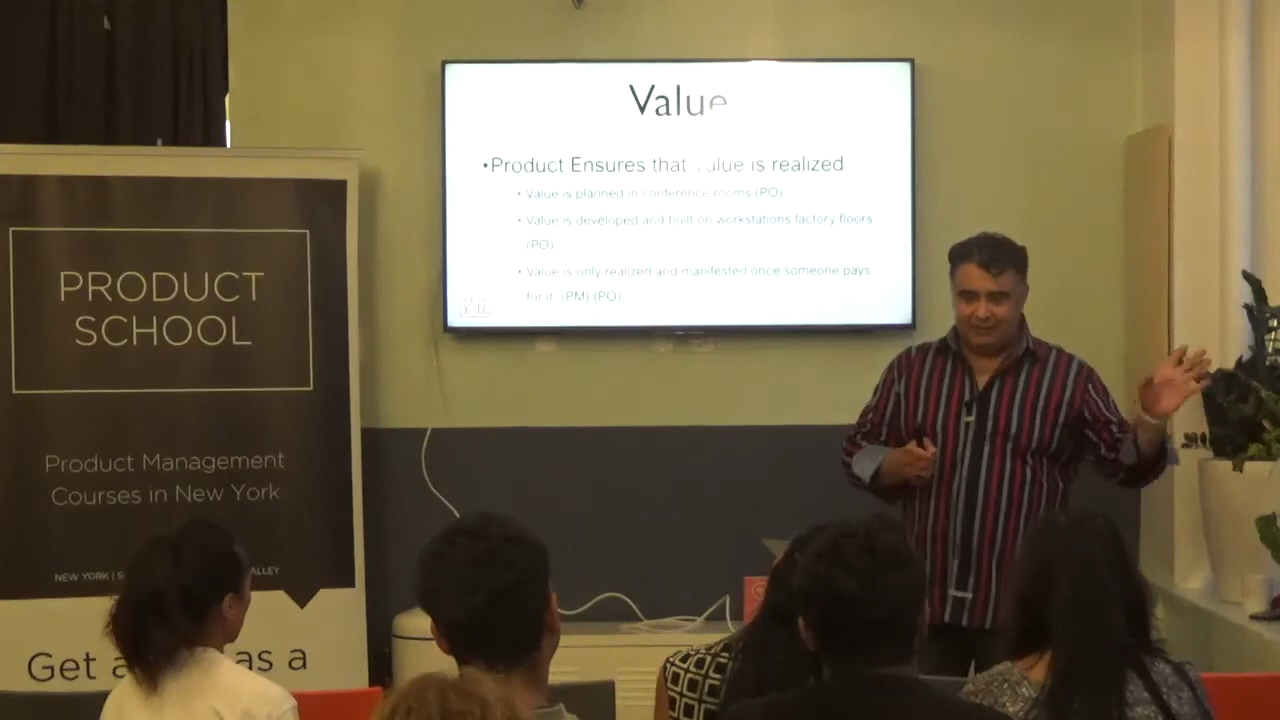 Value
•Product Ensures that value is realized
• Value is planned in conference rooms (PO)
• Value is developed and built on workstations factory floors
(PO)
• Value is only realized and manifested once someone pays
for it. (PM) (PO)
PRODUCT
SCHOOL
Product Management
Courses in New York
NEW YORK |
Get a
as a